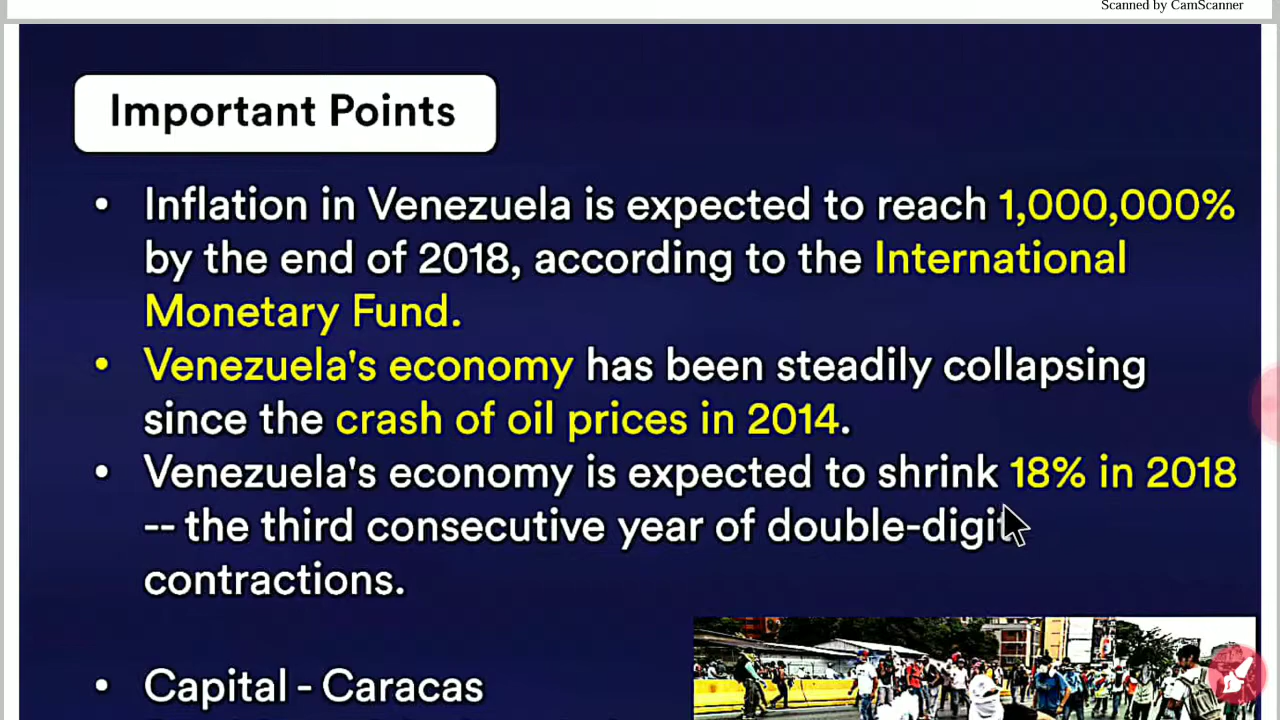 Scanned by CamScanner
Important Points
• Inflation in Venezuela is expected to reach 1,000,000%
by the end of 2018, according to the International
Monetary Fund.
• Venezuela's economy has been steadily collapsing
since the crash of oil prices in 2014.
• Venezuela's economy is expected to shrink 18% in 2018
-- the third consecutive year of double-digit
contractions.
• Capital - Caracas